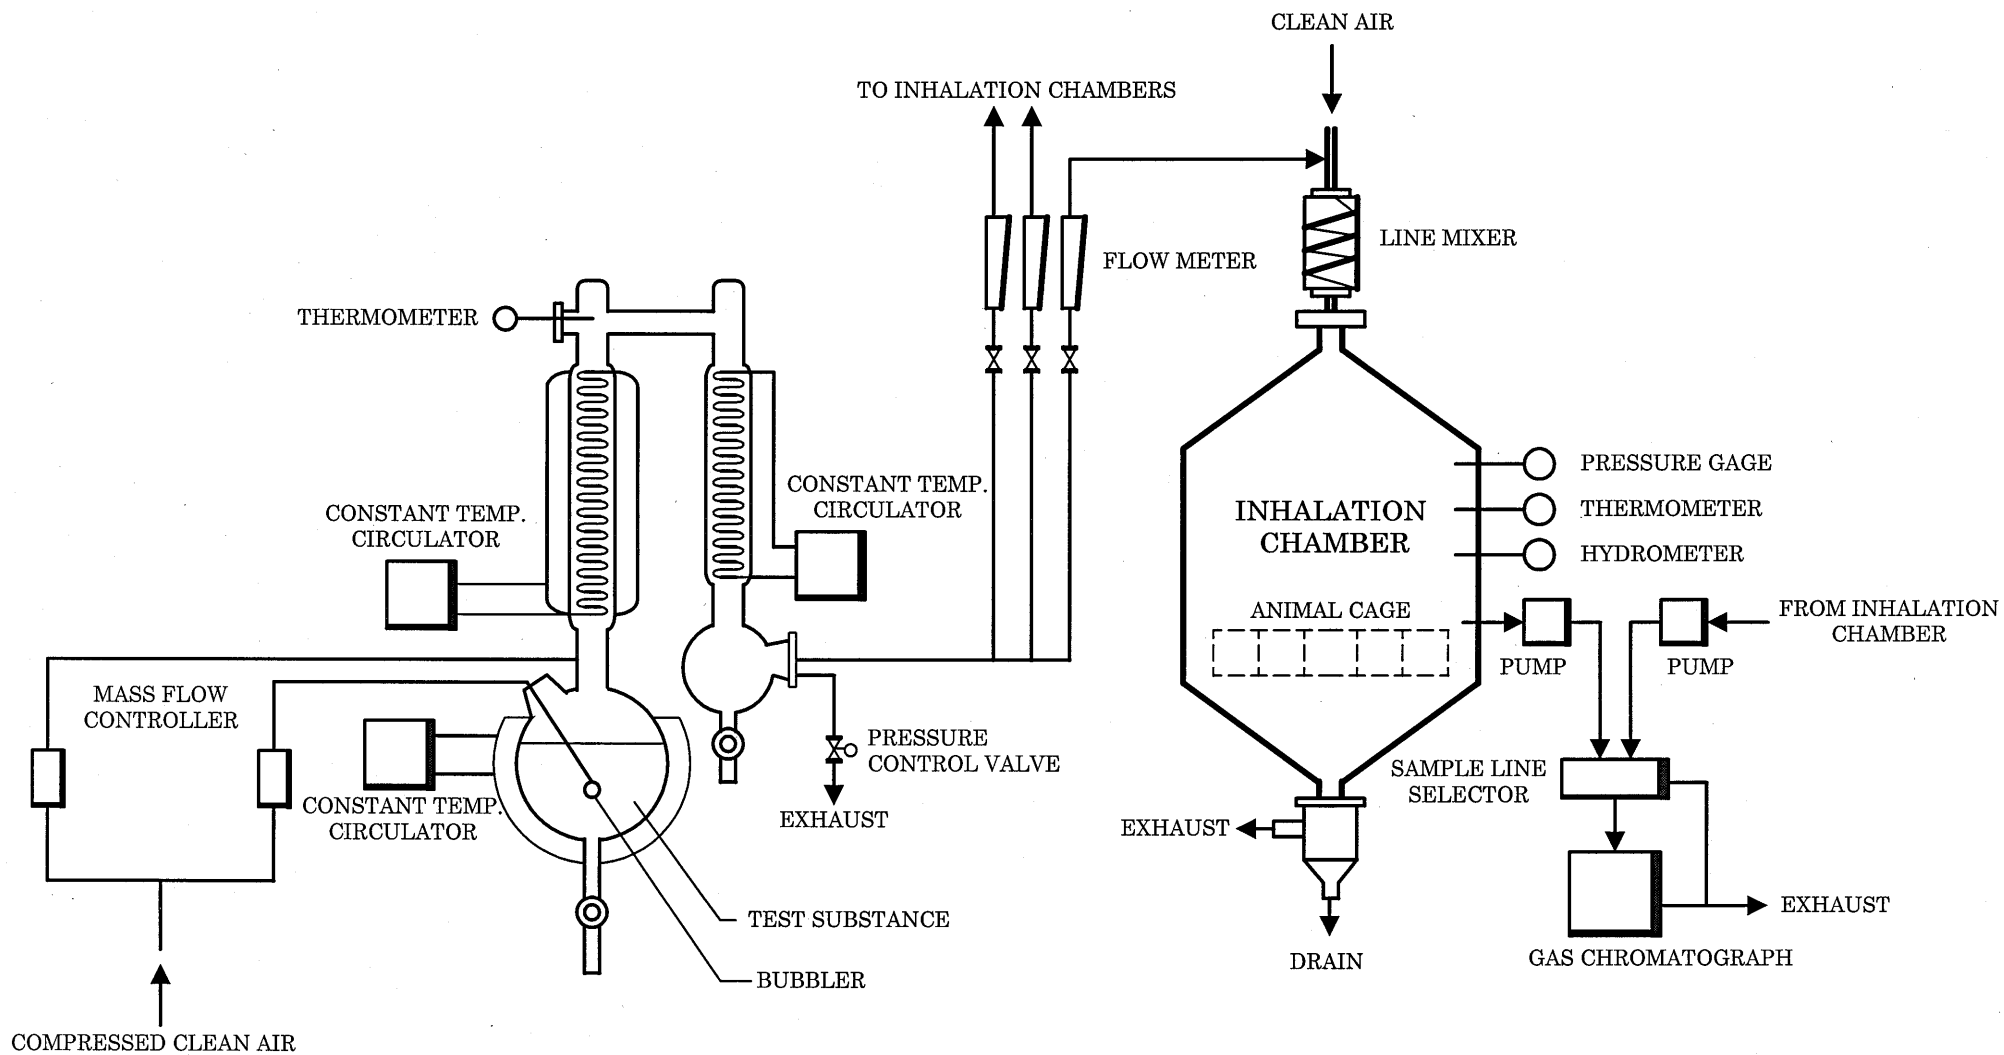 CLEAN AIR
TO INHALATION CHAMBERS
LINE MIXER
FLOW METER
THERMOMETER
PRESSURE GAGE
CONSTANT TEMP.
CIRCULATOR
CONSTANT TEMP.
CIRCULATOR
INHALATION
CHAMBER
THERMOMETER
HYDROMETER
ANIMAL CAGE
FROM INHALATION
CHAMBER
PUMP
PUMP
MASS FLOW
CONTROLLER
PRESSURE
CONTROL VALVE
SAMPLE LINE
SELECTOR
CONSTANT TEMP.
CIRCULATOR
EXHAUST
EXHAUST
TEST SUBSTANCE
EXHAUST
GAS CHROMATOGRAPH
DRAIN
BUBBLER
COMPRESSED CLEAN AIR